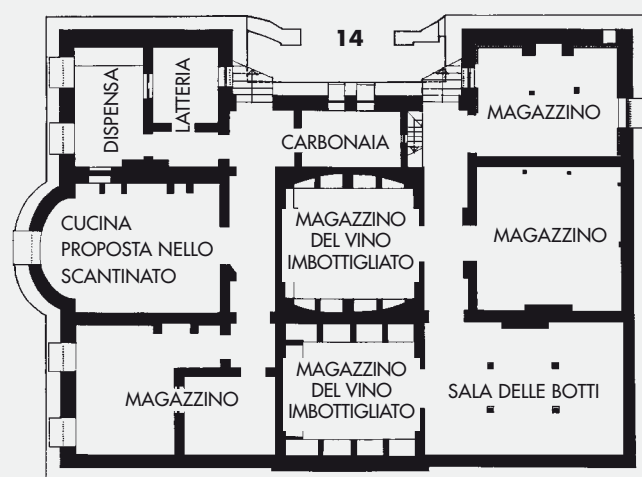 14
DISPENSA
LATTERIA
CARBONAIA
MAGAZZINO
CUCINA
PROPOSTA NELLO
SCANTINATO
MAGAZZINO
DEL VINO
IMBOTTIGLIATO
MAGAZZINO
MAGAZZINO
MAGAZZINO
DEL VINO
IMBOTTIGLIATO
SALA DELLE BOTTI